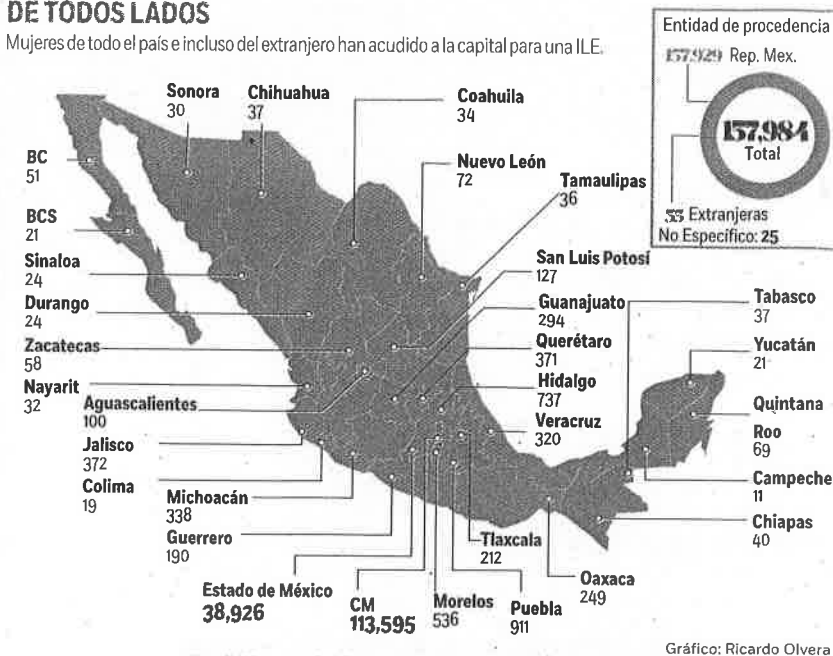 DE TODOS LADOS
Mujeres de todo el país e incluso del extranjero han acudido a la capital para una ILE.
Entidad de procedencia
157,929 Rep. Mex.
157,984
Total
55 Extranjeras
No Específico: 25
Sonora
30
Chihuahua
37
Coahuila
34
BC
51
Nuevo León
72
Tamaulipas
36
BCS
21
Sinaloa
24
San Luis Potosí
127
Durango
24
Guanajuato
294
Tabasco
37
Zacatecas
58
Querétaro
371
Yucatán
21
Nayarit
32
Hidalgo
737
Aguascalientes
100
Quintana
Roo
69
Veracruz
320
Jalisco
372
Colima
19
Campeche
11
Michoacán
338
Chiapas
40
Guerrero
190
Tlaxcala
212
Oaxaca
249
Estado de México
38,926
CM
113,595
Morelos
536
Puebla
911
Gráfico: Ricardo Olvera